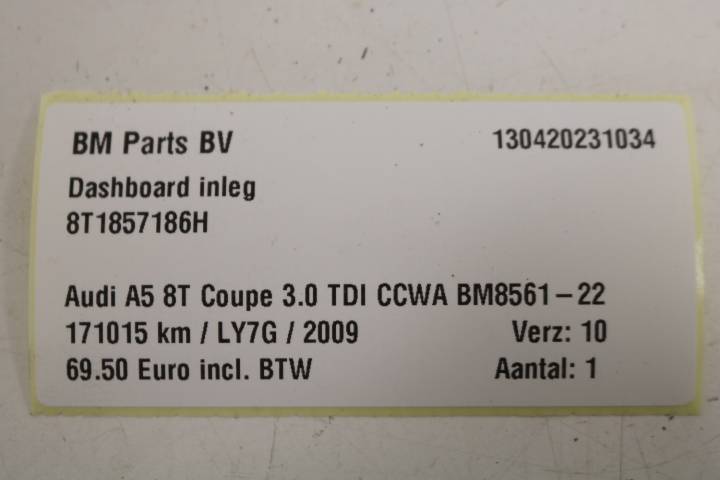 BM Parts BV 130420231034
Dashboard inleg
8T1857186H
Audi A5 8T Coupe 3.0 TDI CCWA BM8561-22
171015 km / LY7G / 2009 Verz: 10
69.50 Euro incl. BTW Aantal: 1